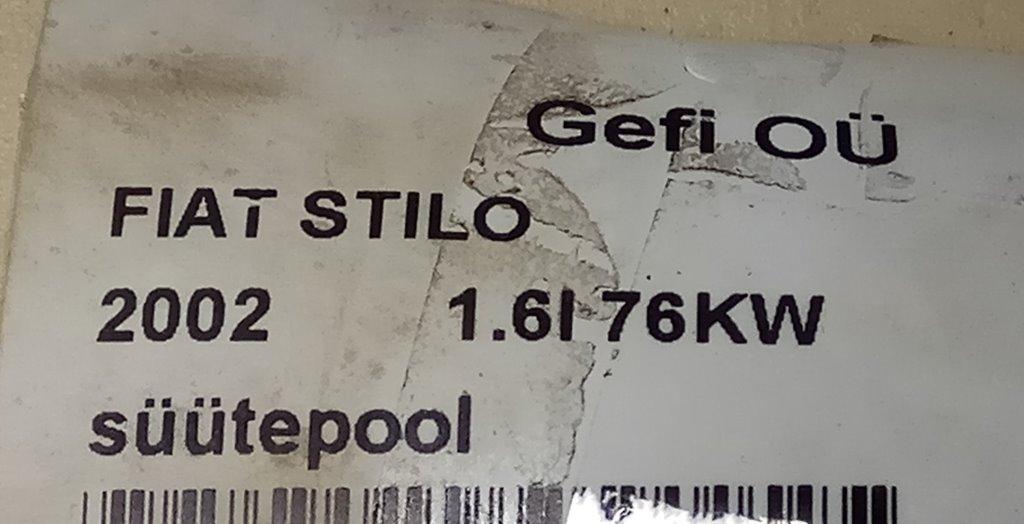 Gefi OÜ
FIAT STILO
2002 1.6l 76KW
süütepool